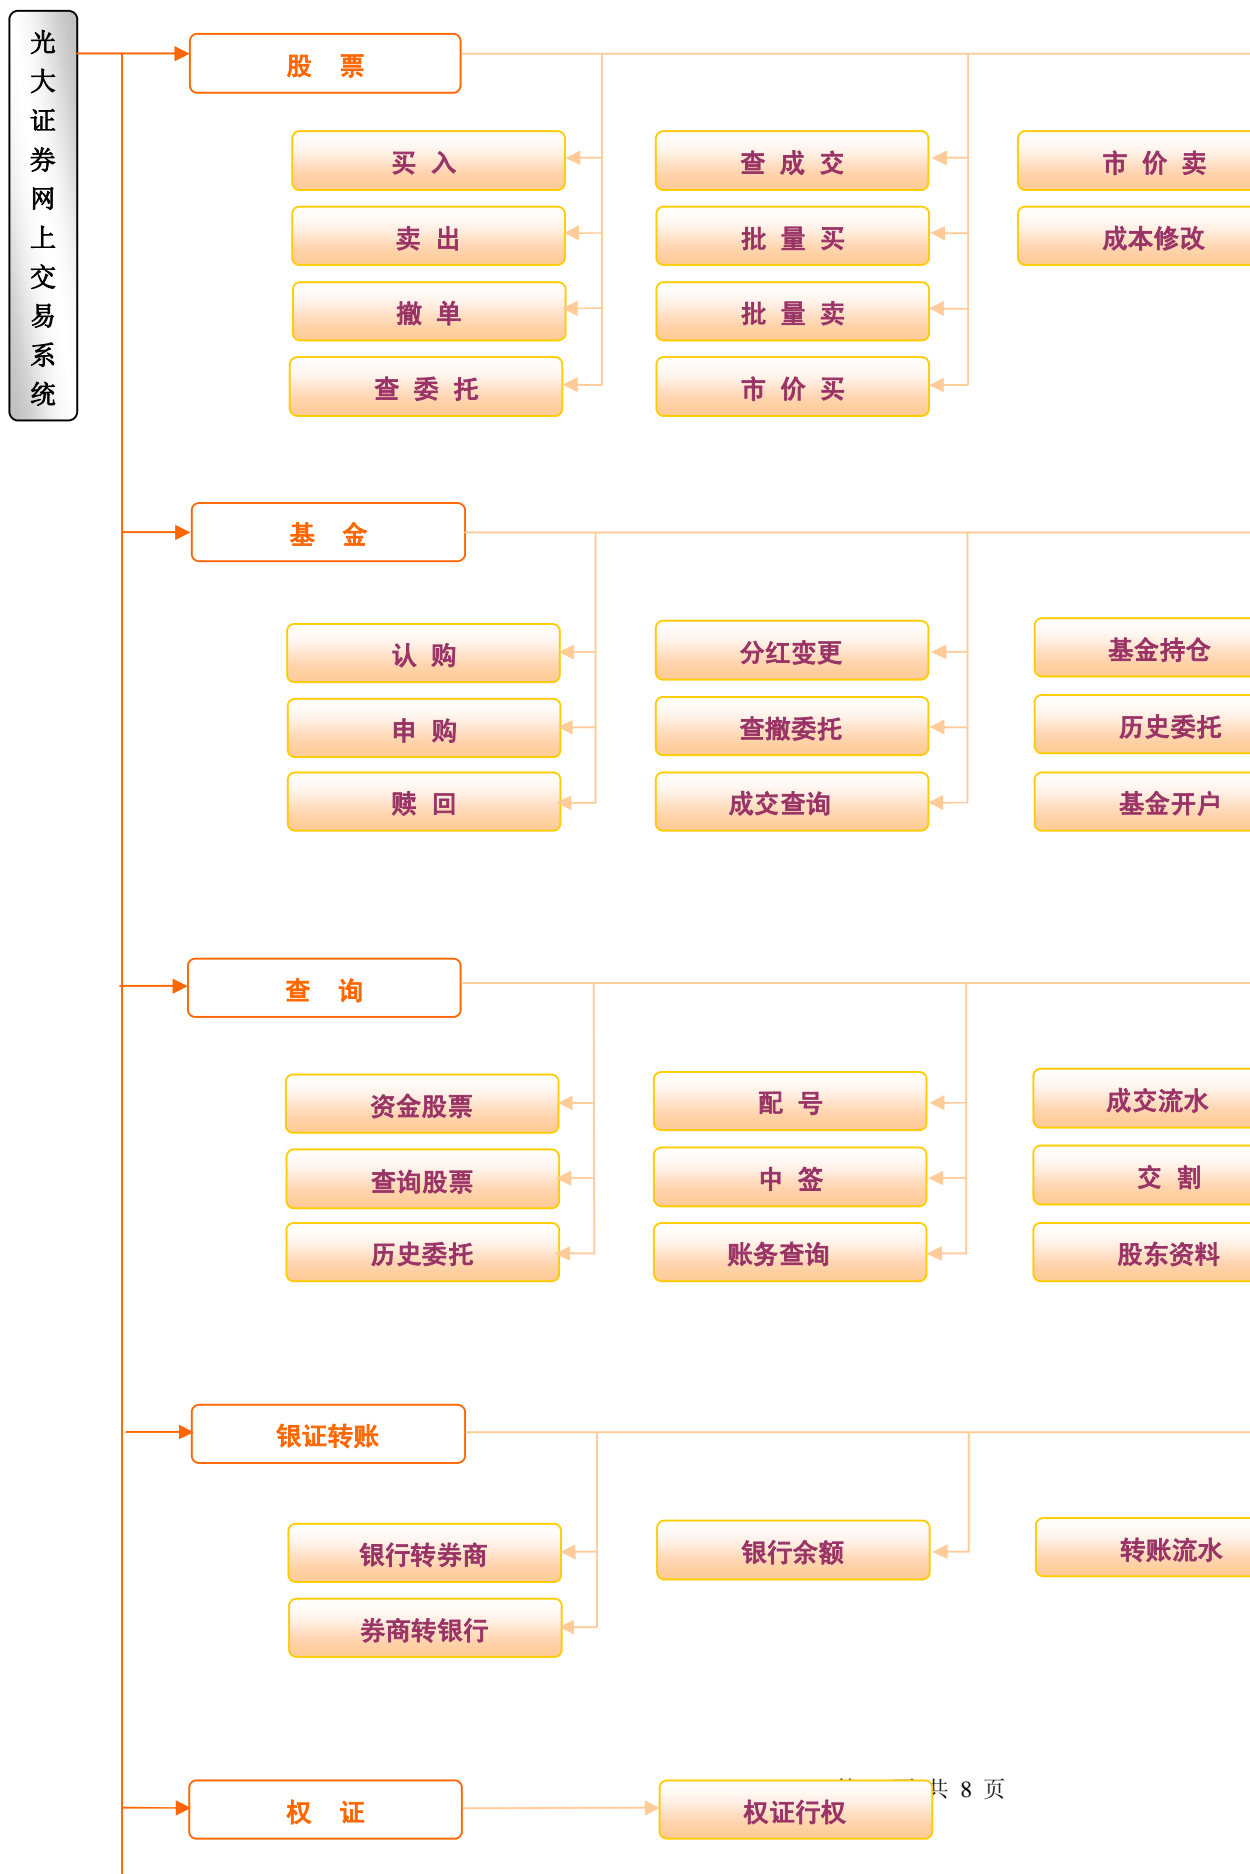 光大证券网上交易系统
股 票
买 入
查 成 交
市 价 卖
卖 出
批 量 买
成本修改
撤 单
批 量 卖
查 委 托
市 价 买
基 金
认 购
分红变更
基金持仓
申 购
查撤委托
历史委托
赎 回
成交查询
基金开户
查 询
资金股票
配 号
成交流水
查询股票
中 签
交 割
历史委托
账务查询
股东资料
银证转账
银行转券商
银行余额
转账流水
券商转银行
权 证
权证行权
共 8 页